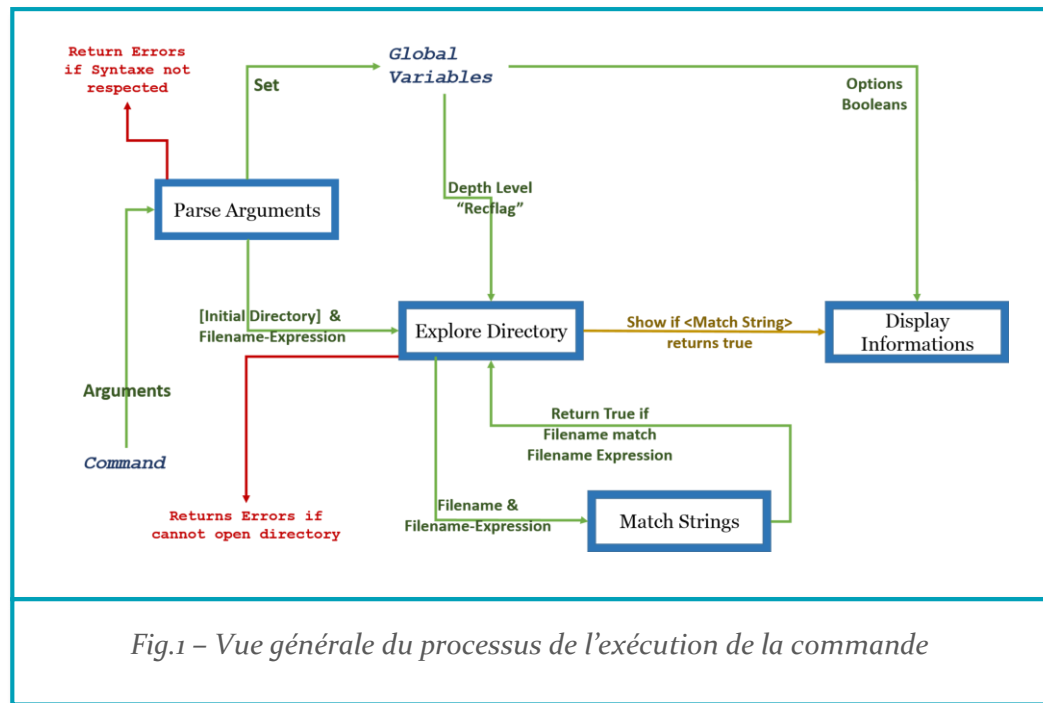 Return Errors
if Syntaxe not
respected
Set
Global
Variables
Options
Booleans
Parse Arguments
Depth Level
“Recflag”
[Initial Directory] &
Filename-Expression
Explore Directory
Show if <Match String>
returns true
Display
Informations
Arguments
Command
Return True if
Filename match
Filename Expression
Returns Errors if
cannot open directory
Filename &
Filename-Expression
Match Strings
Fig.1 – Vue générale du processus de l’exécution de la commande